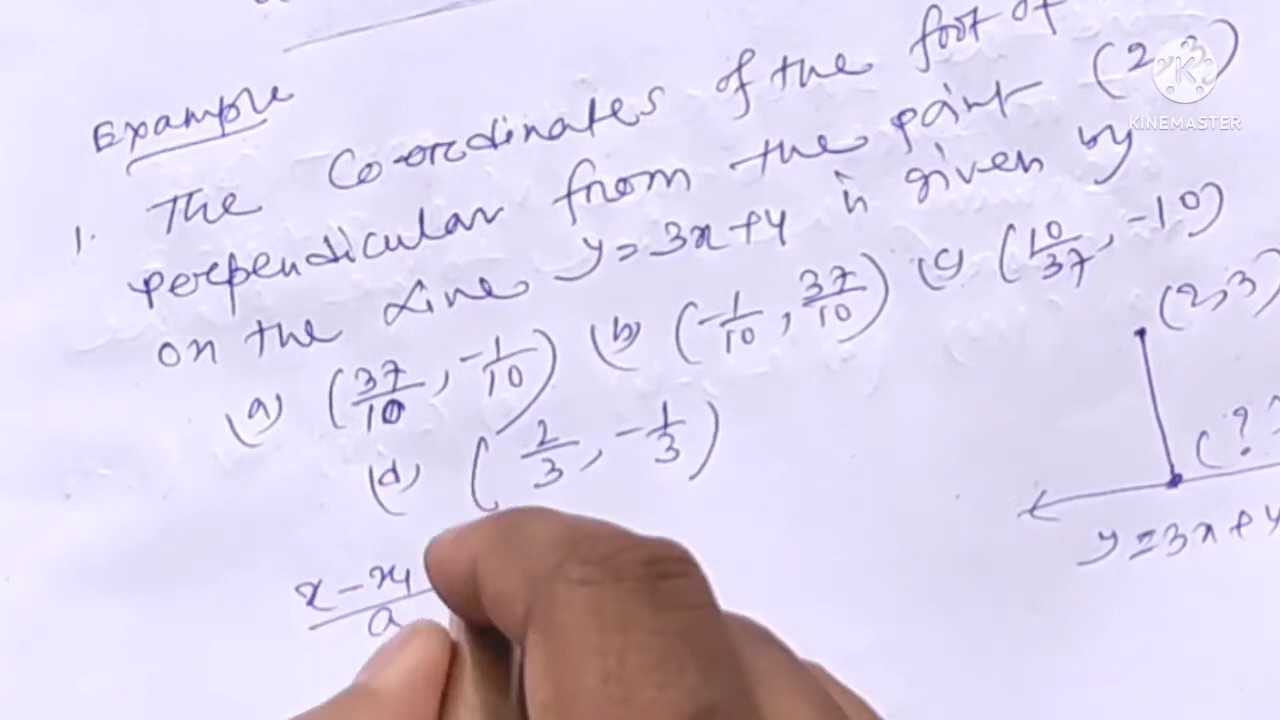 Example
1. The Co-ordinates of the foot of
perpendicular from the point (2,3)
on the line y=3x+4 is given by
(a) (37/10, -1/10) (b) (-1/10, 37/10) (c) (10/37, -10)
(d) (2/3, -1/3)
(2,3)
(?,?
y=3x+4
x-x1
a
KINEMASTER